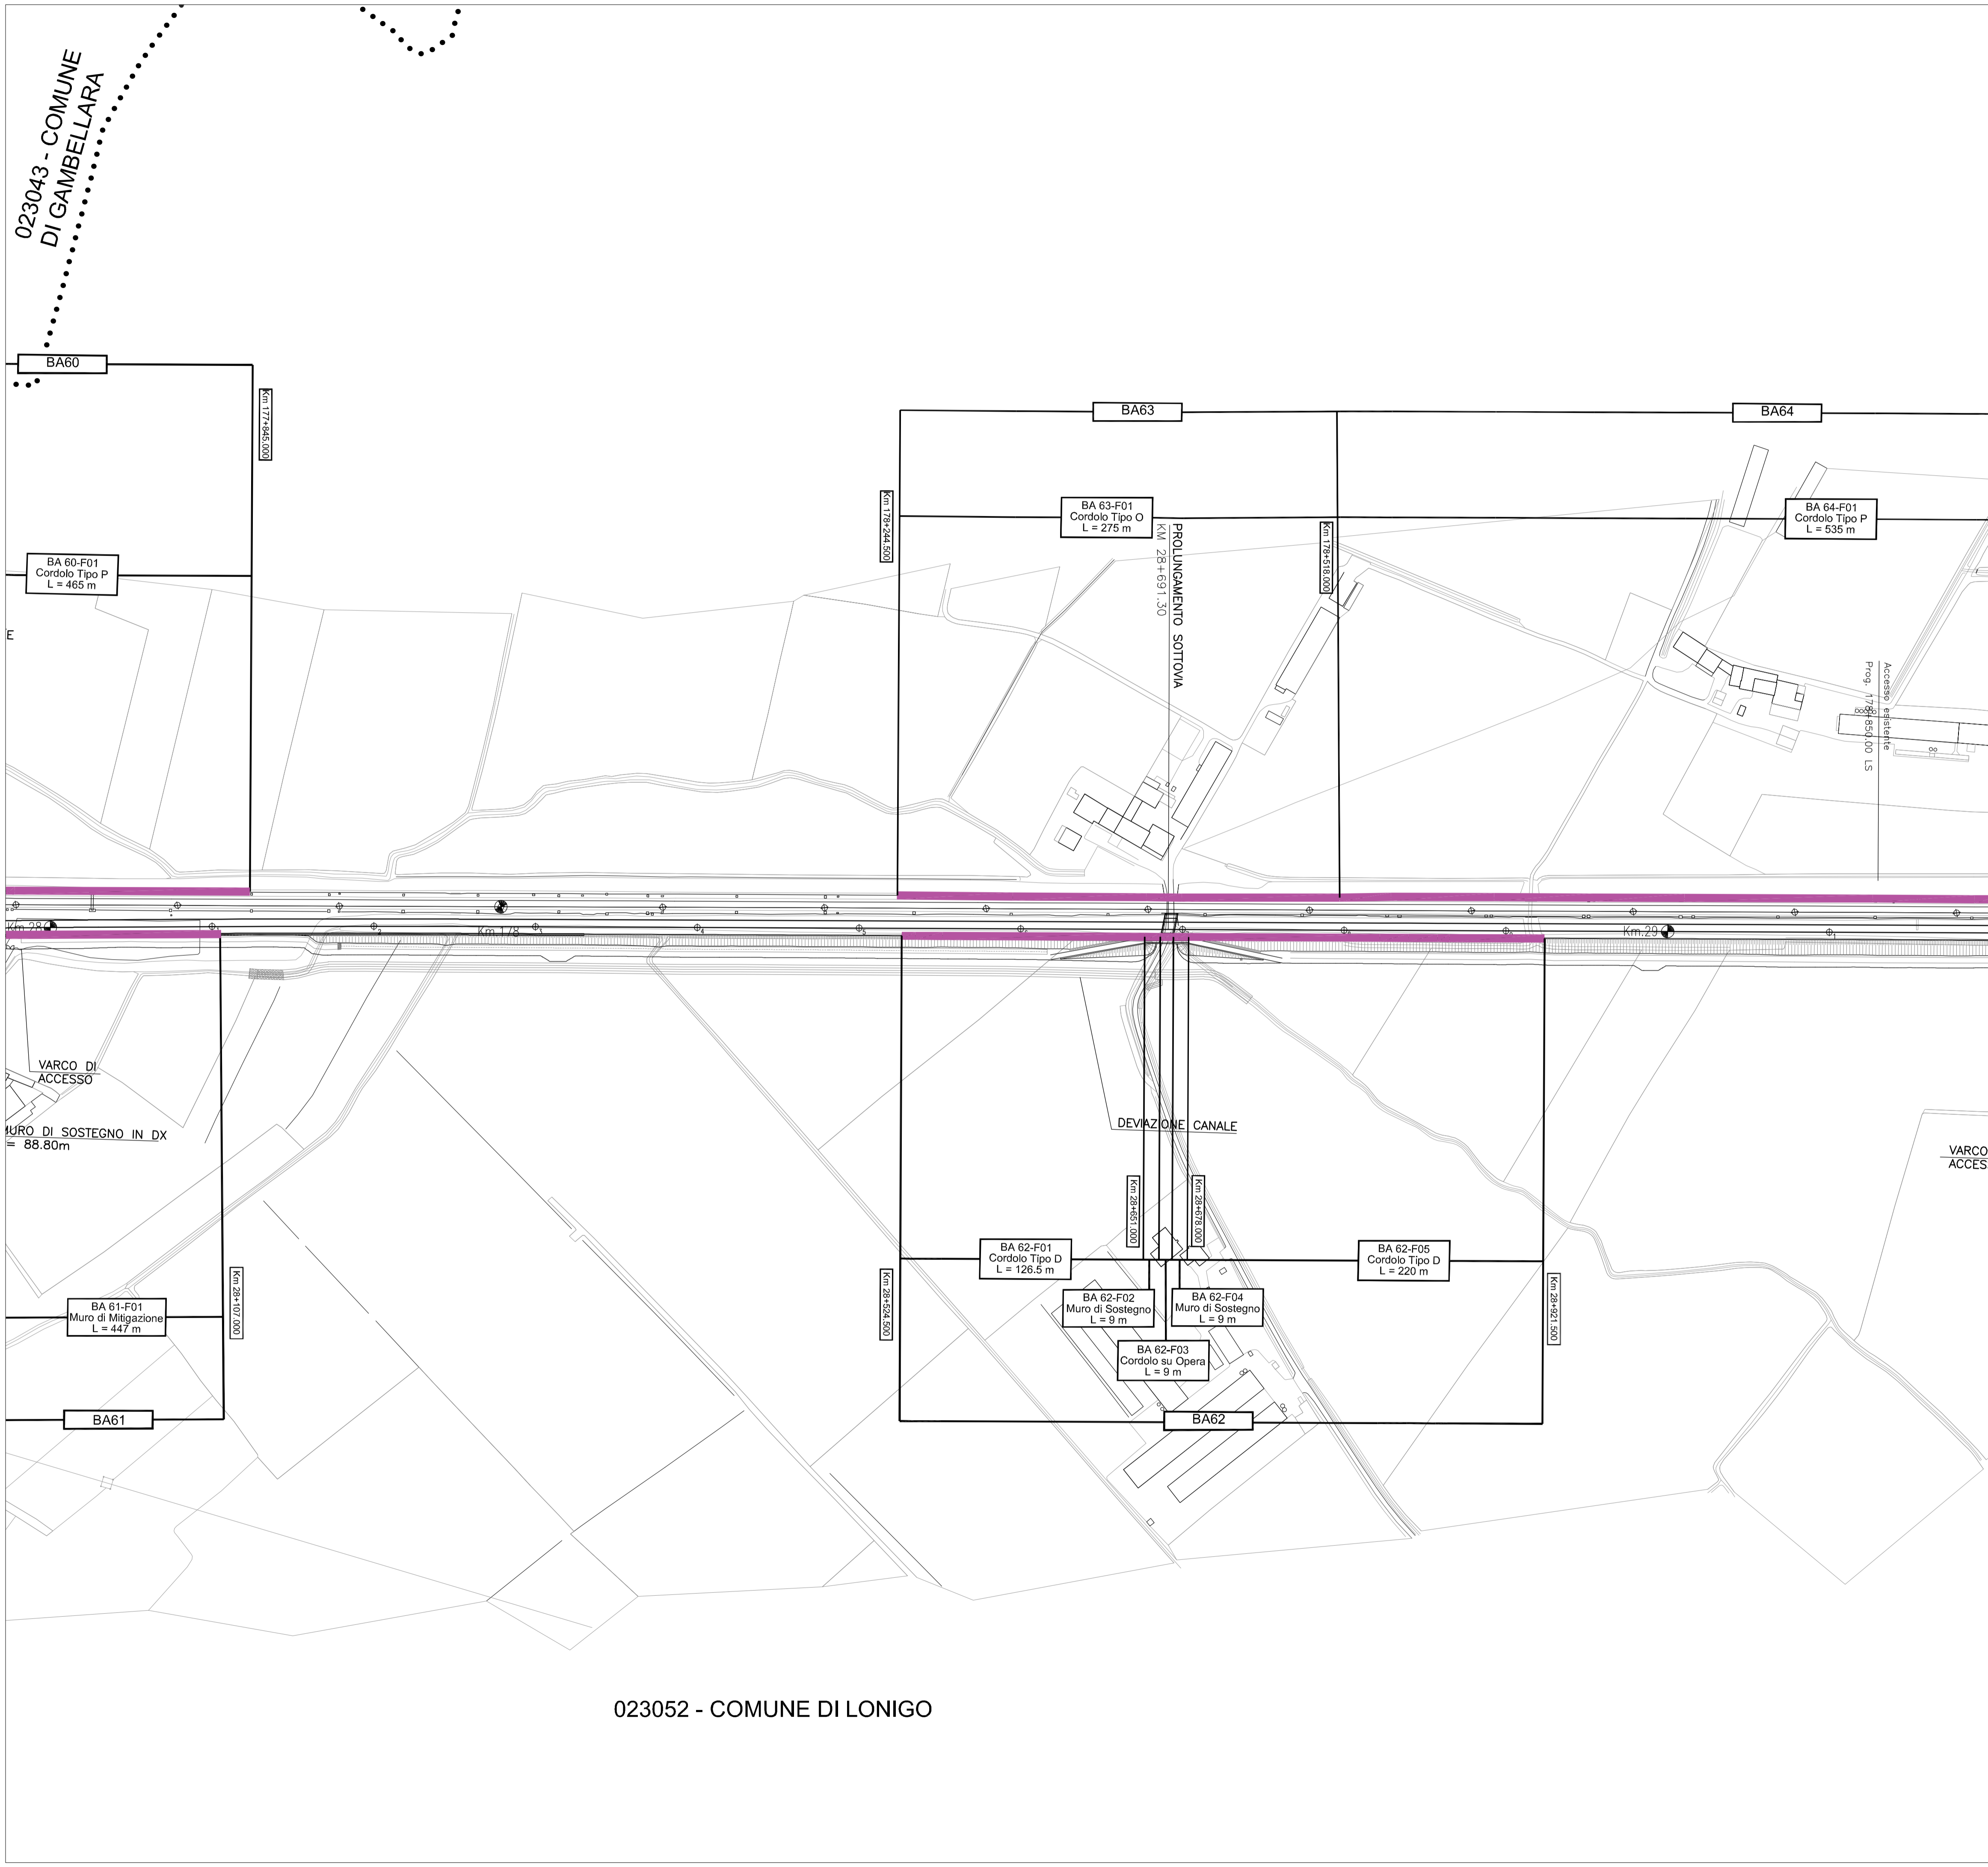 023043 - COMUNE
DI GAMBELLARA
BA60
Km 177+845.000
BA63
BA64
Km 178+244.500
BA 63-F01
Cordolo Tipo O
L = 275 m
PROLUNGAMENTO SOTTOVIA
KM 28+691.30
Km 178+518.000
BA 64-F01
Cordolo Tipo P
L = 535 m
BA 60-F01
Cordolo Tipo P
L = 465 m
Accesso esistente
Prog. 178+850.00 LS
Km.28
Km.178
Km.29
VARCO DI
ACCESSO
MURO DI SOSTEGNO IN DX
= 88.80m
DEVIAZIONE CANALE
VARCO
ACCES
Km 28+651.000
Km 28+678.000
BA 62-F01
Cordolo Tipo D
L = 126.5 m
BA 62-F05
Cordolo Tipo D
L = 220 m
Km 28+107.000
Km 28+524.500
Km 28+921.500
BA 61-F01
Muro di Mitigazione
L = 447 m
BA 62-F02
Muro di Sostegno
L = 9 m
BA 62-F04
Muro di Sostegno
L = 9 m
BA 62-F03
Cordolo su Opera
L = 9 m
BA61
BA62
023052 - COMUNE DI LONIGO